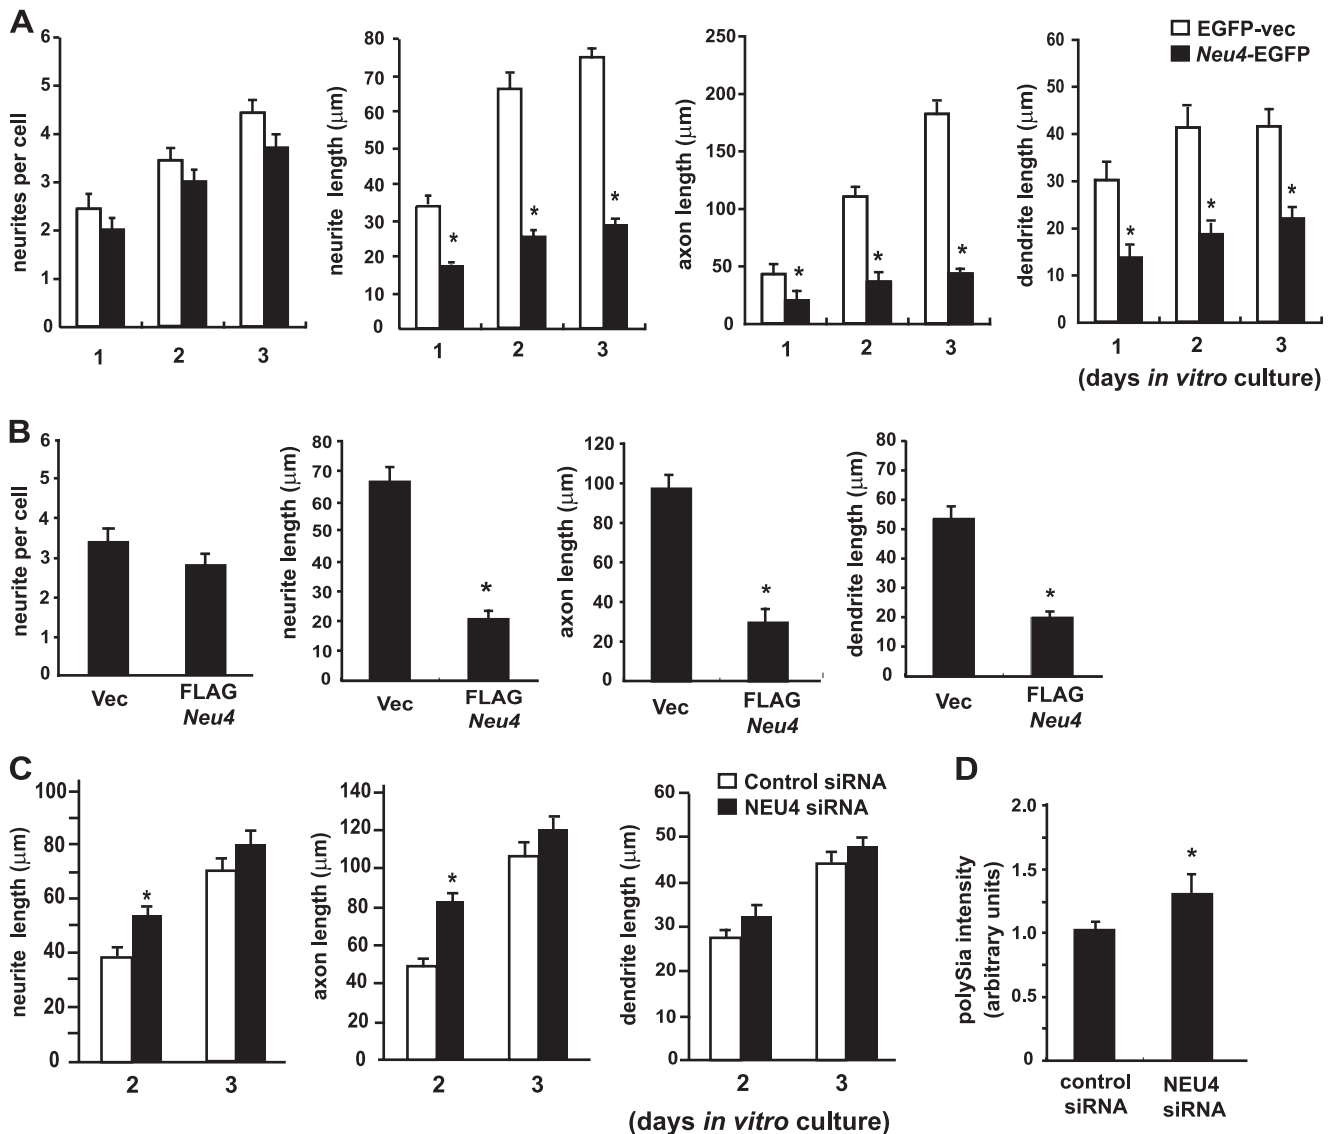 A
EGFP-vec
Neu4-EGFP
neurites per cell
6
5
4
3
2
1
0
1 2 3
neurite length (μm)
80
70
60
50
40
30
20
10
0
1 2 3
axon length (μm)
250
200
150
100
50
0
1 2 3
dendrite length (μm)
60
50
40
30
20
10
0
1 2 3
* * *
* * *
* * *
(days in vitro culture)
B
neurite per cell
6
5
4
3
2
1
0
Vec FLAG
Neu4
neurite length (μm)
80
70
60
50
40
30
20
10
0
*
Vec FLAG
Neu4
axon length (μm)
120
100
80
60
40
20
0
*
Vec FLAG
Neu4
dendrite length (μm)
80
70
60
50
40
30
20
10
0
*
Vec FLAG
Neu4
C
neurite length (μm)
100
80
60
40
20
0
*
2 3
axon length (μm)
140
120
100
80
60
40
20
0
*
2 3
Control siRNA
NEU4 siRNA
dendrite length (μm)
60
50
40
30
20
10
0
2 3
(days in vitro culture)
D
polySia intensity
(arbitrary units)
2.0
1.5
1.0
0.5
0
*
control NEU4
siRNA siRNA